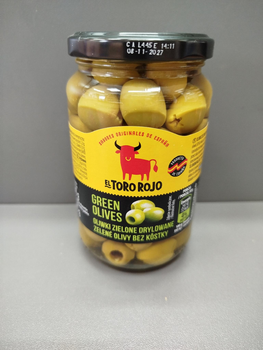 C A L445 E 14:11
08-11-2027
SABORES ORIGINALES DE ESPAÑA
EL TORO ROJO
GREEN
OLIVES
OLIWKI ZIELONE DRYLOWANE
ZELENÉ OLIVY BEZ KÔSTKY